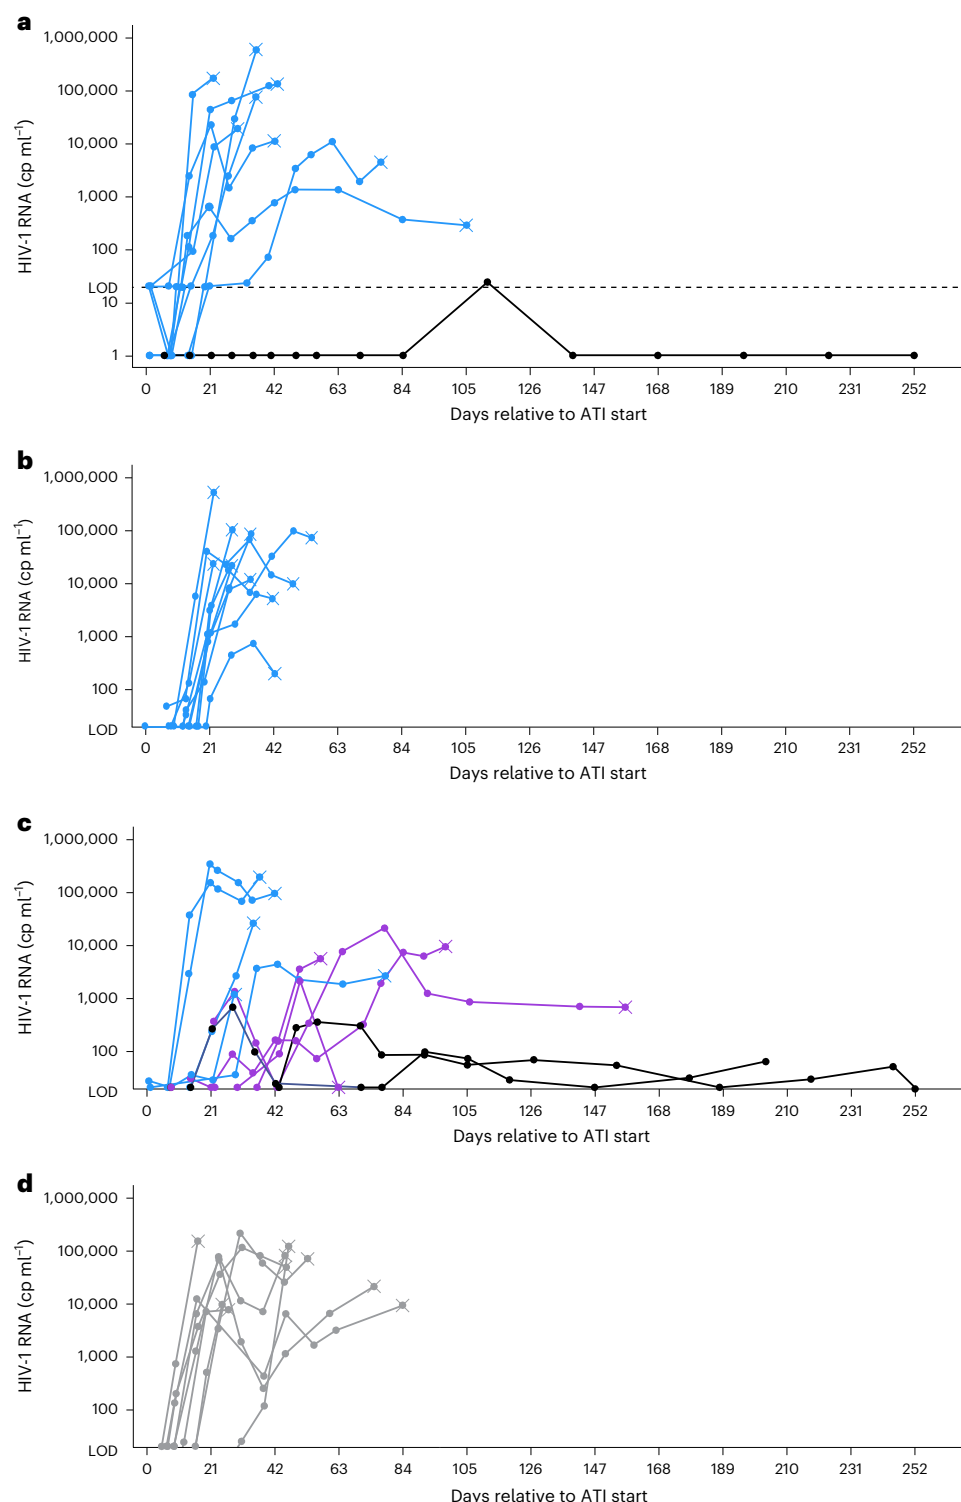 a
1,000,000
100,000
10,000
1,000
100
LOD
10
1
HIV-1 RNA (cp ml⁻¹)
0 21 42 63 84 105 126 147 168 189 210 231 252
Days relative to ATI start
b
1,000,000
100,000
10,000
1,000
100
LOD
HIV-1 RNA (cp ml⁻¹)
0 21 42 63 84 105 126 147 168 189 210 231 252
Days relative to ATI start
c
1,000,000
100,000
10,000
1,000
100
LOD
HIV-1 RNA (cp ml⁻¹)
0 21 42 63 84 105 126 147 168 189 210 231 252
Days relative to ATI start
d
1,000,000
100,000
10,000
1,000
100
LOD
HIV-1 RNA (cp ml⁻¹)
0 21 42 63 84 105 126 147 168 189 210 231 252
Days relative to ATI start